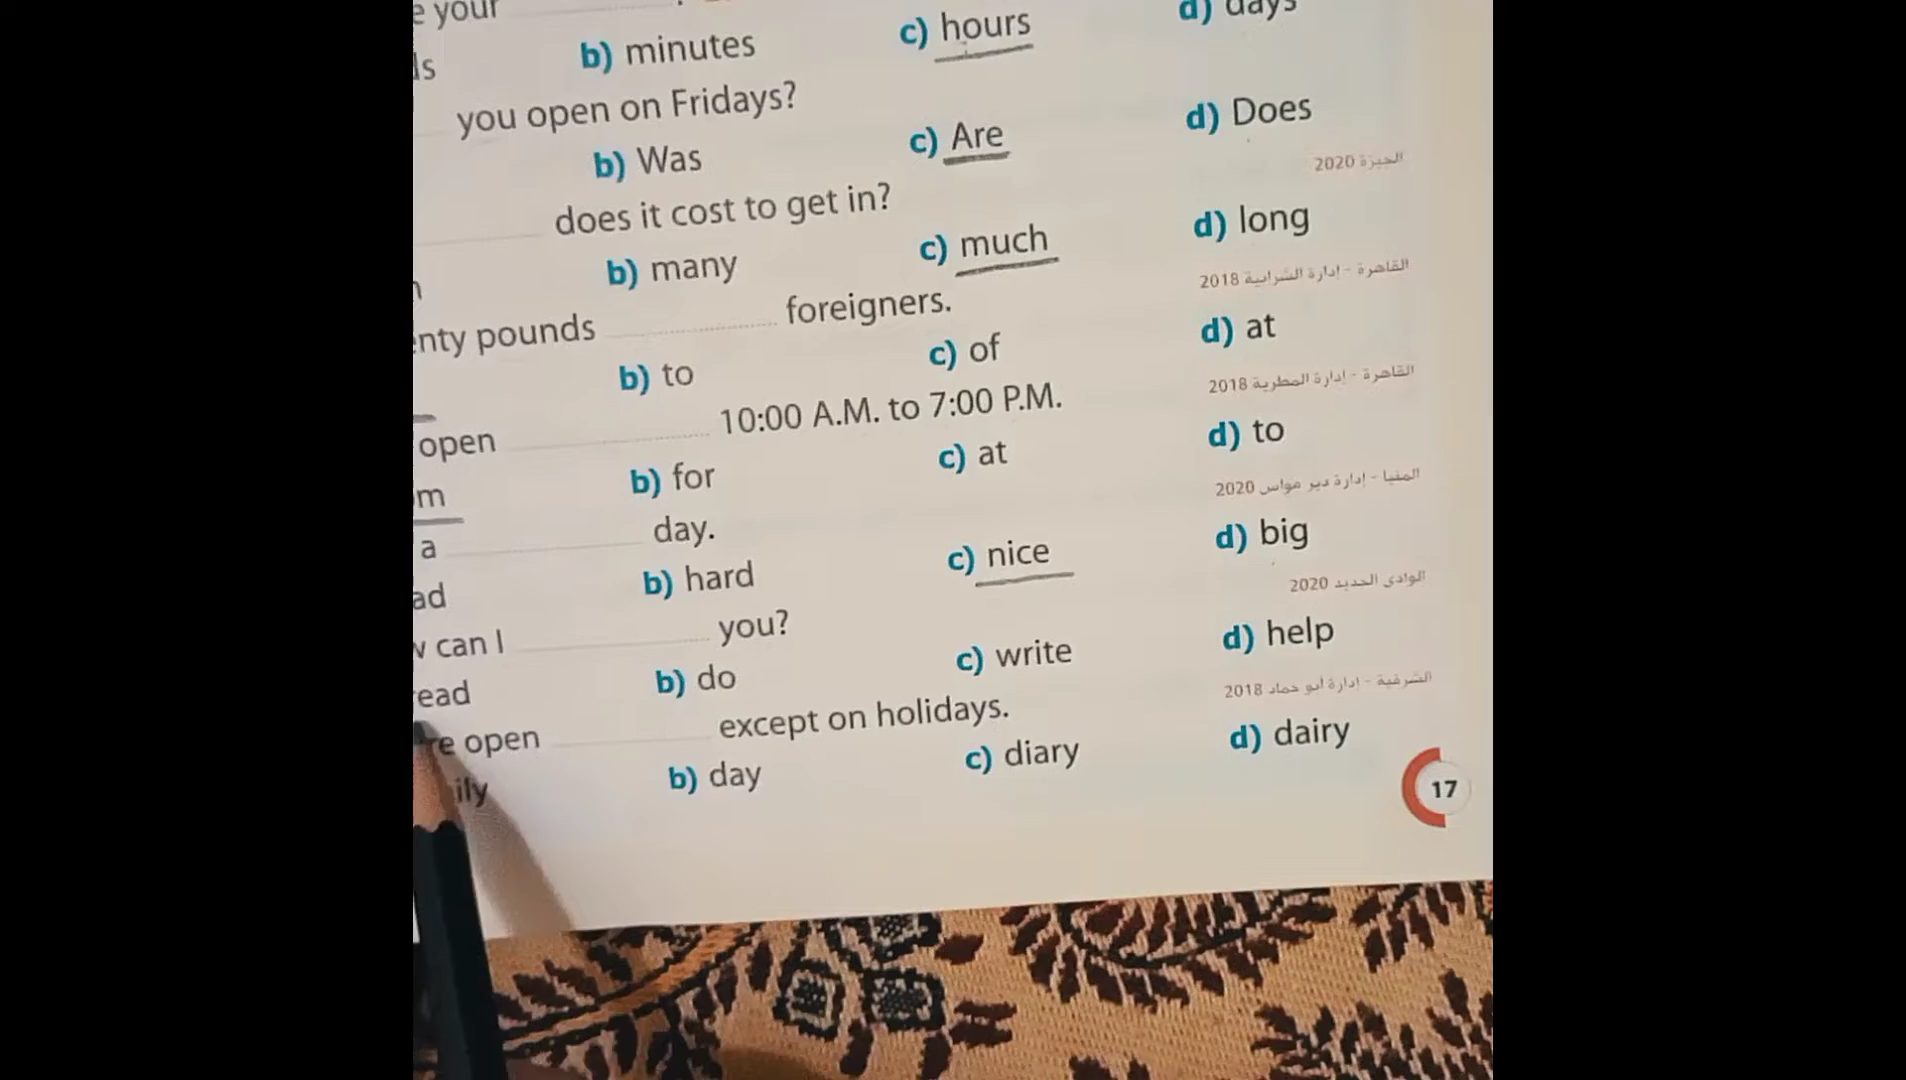 your
b) minutes c) hours d) days
you open on Fridays?
b) Was c) Are d) Does
الجيزة 2020
does it cost to get in?
b) many c) much d) long
القاهرة - إدارة الشرابية 2018
enty pounds foreigners.
b) to c) of d) at
القاهرة - إدارة المطرية 2018
open 10:00 A.M. to 7:00 P.M.
m b) for c) at d) to
المنيا - إدارة دير مواس 2020
a day.
ad b) hard c) nice d) big
الوادى الجديد 2020
can I you?
ead b) do c) write d) help
الشرقية - إدارة أبو حماد 2018
re open except on holidays.
ily b) day c) diary d) dairy
17